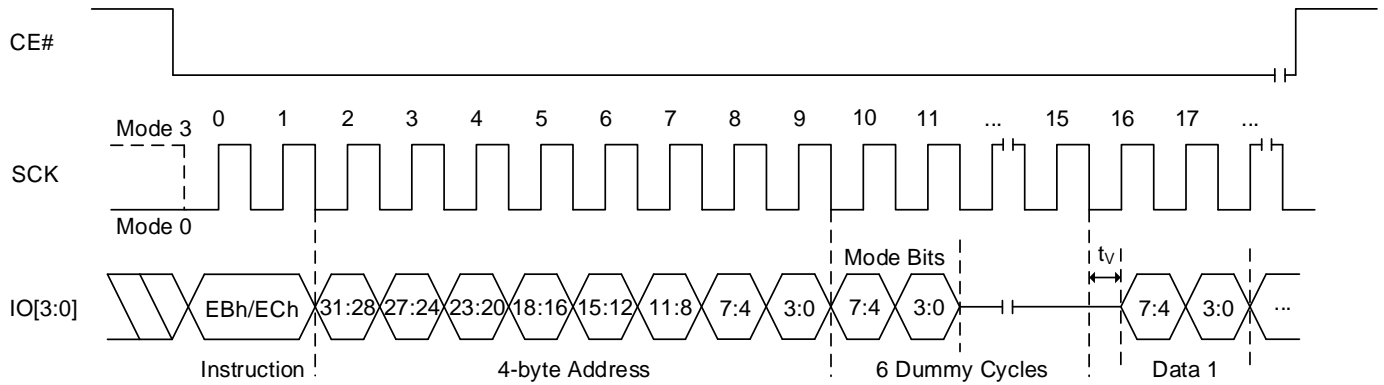 CE#
0 1 2 3 4 5 6 7 8 9 10 11 ... 15 16 17 ...
Mode 3
SCK
Mode 0
Mode Bits tV
IO[3:0] EBh/ECh 31:28 27:24 23:20 18:16 15:12 11:8 7:4 3:0 7:4 3:0 7:4 3:0 ...
Instruction 4-byte Address 6 Dummy Cycles Data 1